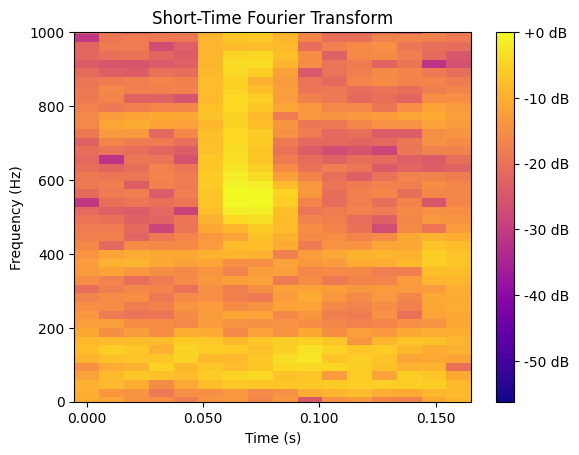 Short-Time Fourier Transform
1000
800
600
400
200
0
Frequency (Hz)
0.000
0.050
0.100
0.150
Time (s)
+0 dB
-10 dB
-20 dB
-30 dB
-40 dB
-50 dB